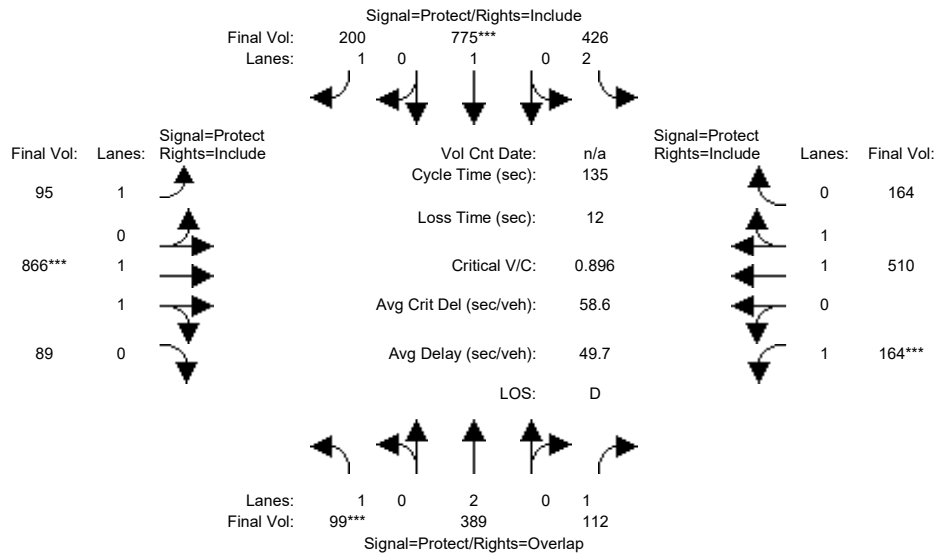 Signal=Protect/Rights=Include
Final Vol: 200 775*** 426
Lanes: 1 0 1 0 2
Signal=Protect
Rights=Include
Final Vol: Lanes:
Vol Cnt Date: n/a
Cycle Time (sec): 135
Signal=Protect
Rights=Include
Lanes: Final Vol:
95 1
Loss Time (sec): 12
0 164
0
1
866*** 1
Critical V/C: 0.896
1 510
1
Avg Crit Del (sec/veh): 58.6
0
89 0
Avg Delay (sec/veh): 49.7
1 164***
LOS: D
Lanes: 1 0 2 0 1
Final Vol: 99*** 389 112
Signal=Protect/Rights=Overlap